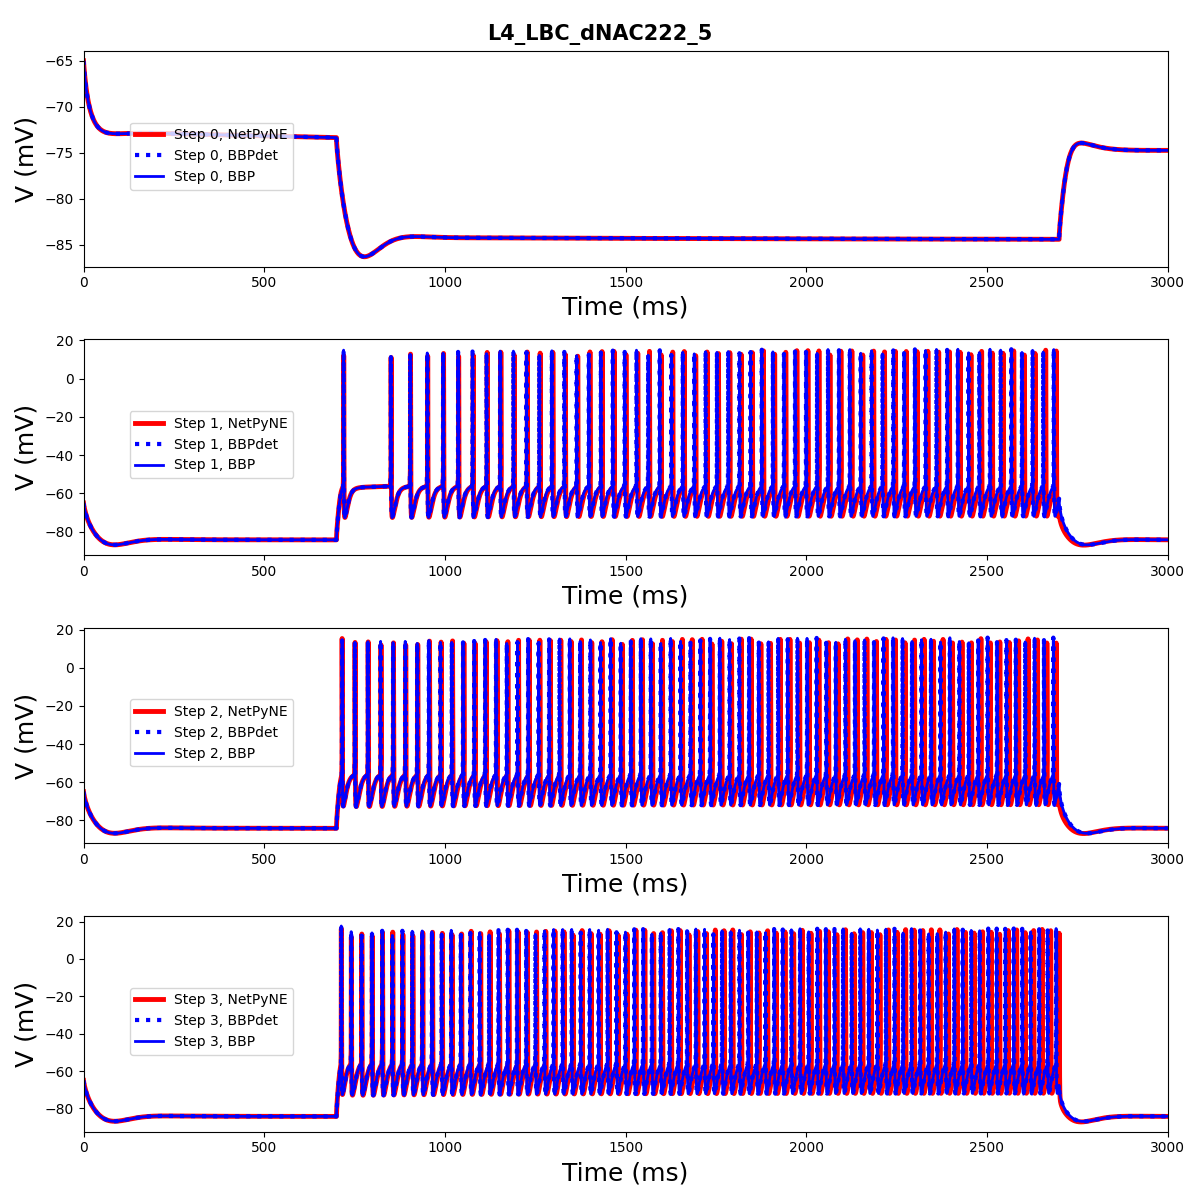 L4_LBC_dNAC222_5
−65
−70
−75
−80
−85
V (mV)
Step 0, NetPyNE
Step 0, BBPdet
Step 0, BBP
0 500 1000 1500 2000 2500 3000
Time (ms)
20
0
−20
−40
−60
−80
V (mV)
Step 1, NetPyNE
Step 1, BBPdet
Step 1, BBP
0 500 1000 1500 2000 2500 3000
Time (ms)
20
0
−20
−40
−60
−80
V (mV)
Step 2, NetPyNE
Step 2, BBPdet
Step 2, BBP
0 500 1000 1500 2000 2500 3000
Time (ms)
20
0
−20
−40
−60
−80
V (mV)
Step 3, NetPyNE
Step 3, BBPdet
Step 3, BBP
0 500 1000 1500 2000 2500 3000
Time (ms)